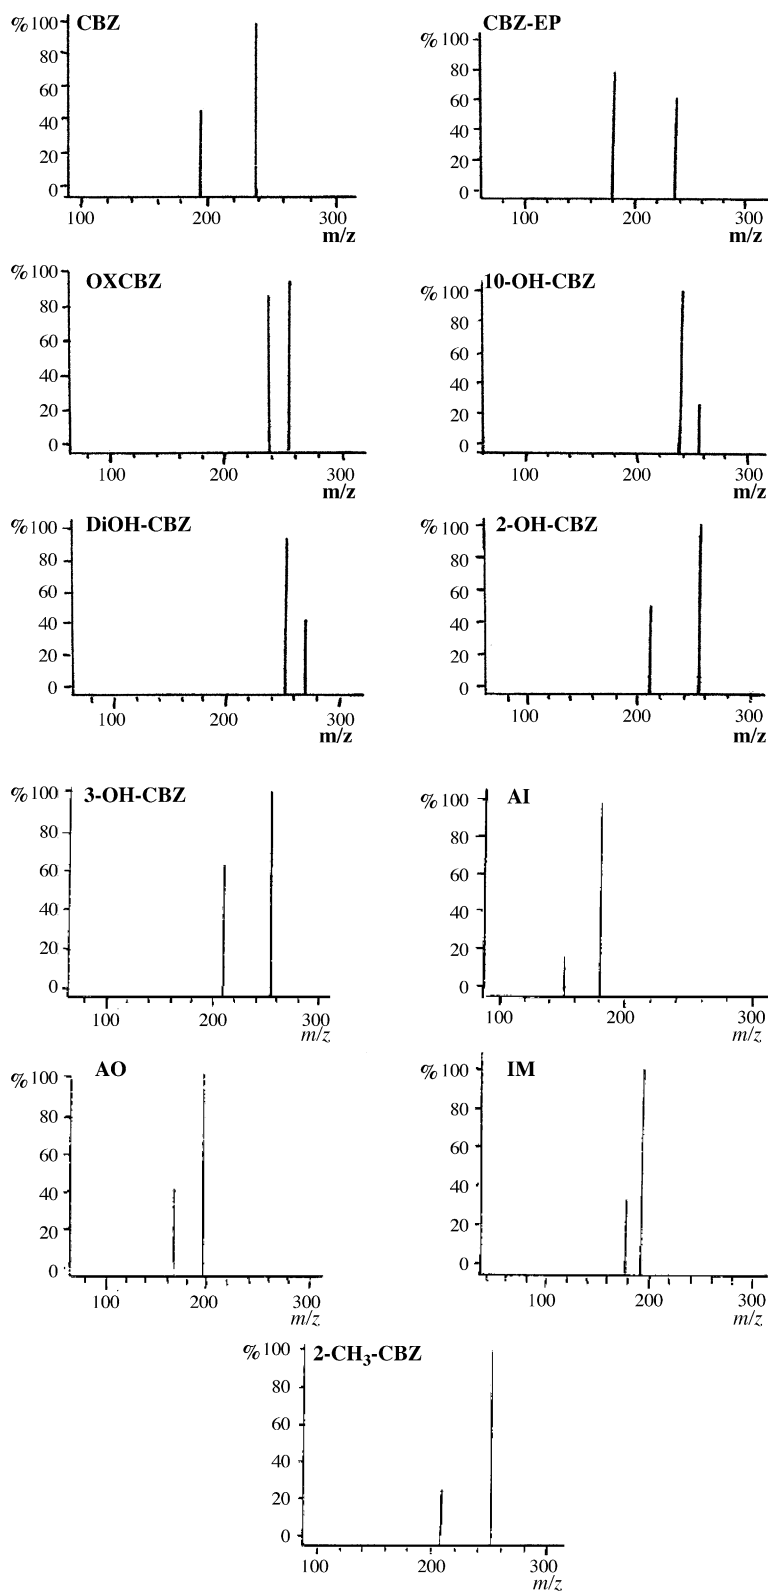 CBZ
% 100
80
60
40
20
0
100 200 300
m/z
CBZ-EP
% 100
80
60
40
20
0
100 200 300
m/z
OXCBZ
% 100
80
60
40
20
0
100 200 300
m/z
10-OH-CBZ
% 100
80
60
40
20
0
100 200 300
m/z
DiOH-CBZ
% 100
80
60
40
20
0
100 200 300
m/z
2-OH-CBZ
% 100
80
60
40
20
0
100 200 300
m/z
3-OH-CBZ
% 100
80
60
40
20
0
100 200 300
m/z
AI
% 100
80
60
40
20
0
100 200 300
m/z
AO
% 100
80
60
40
20
0
100 200 300
m/z
IM
% 100
80
60
40
20
0
100 200 300
m/z
2-CH₃-CBZ
% 100
80
60
40
20
0
100 200 300
m/z